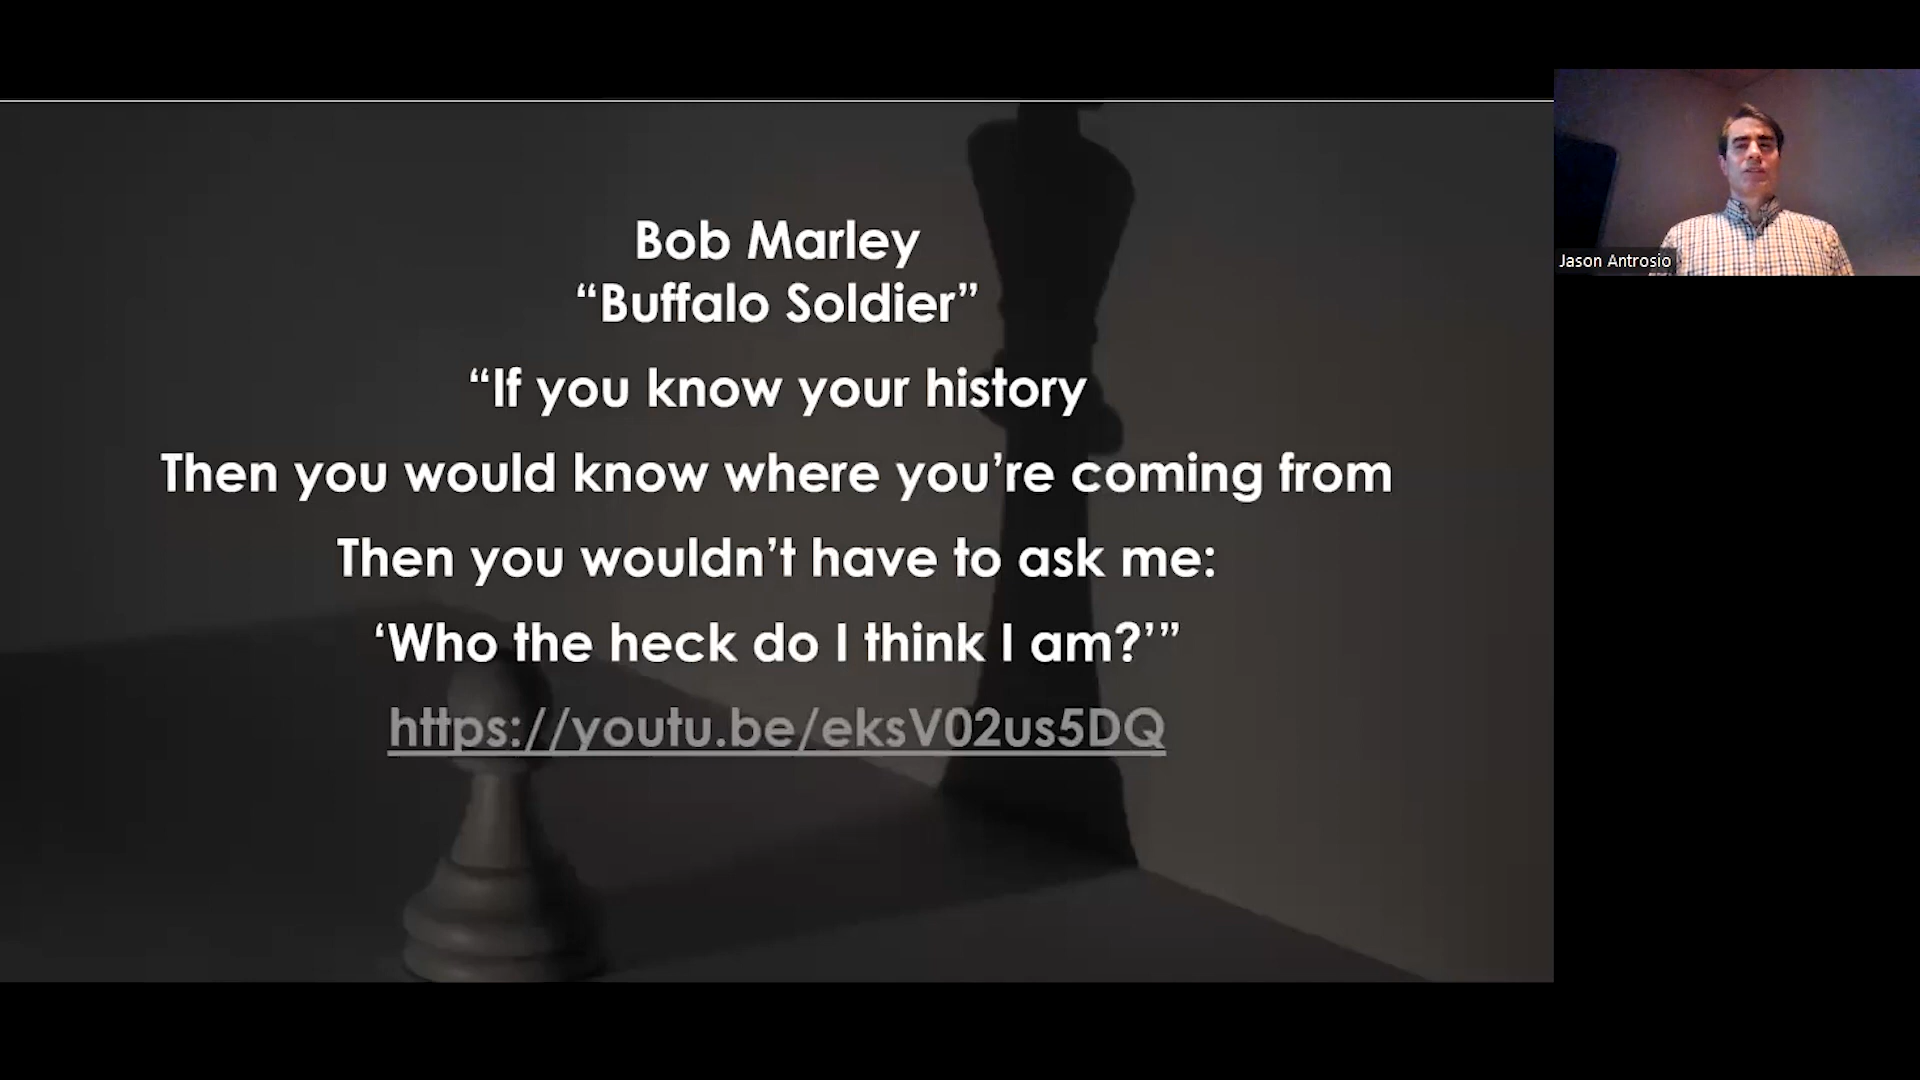 Bob Marley
“Buffalo Soldier”
“If you know your history
Then you would know where you’re coming from
Then you wouldn’t have to ask me:
‘Who the heck do I think I am?’”
https://youtu.be/eksV02us5DQ
Jason Antrosio